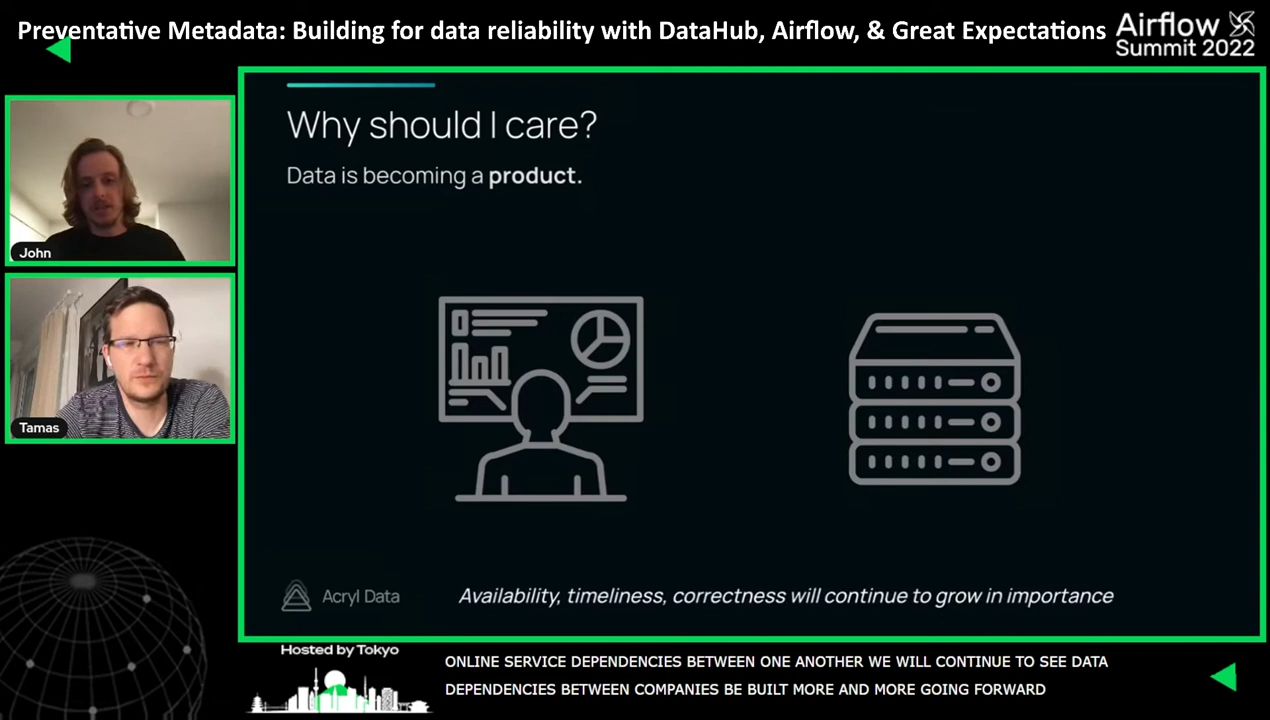 Preventative Metadata: Building for data reliability with DataHub, Airflow, & Great Expectations
Airflow
Summit 2022
John
Tamas
Why should I care?
Data is becoming a product.
Acryl Data
Availability, timeliness, correctness will continue to grow in importance
Hosted by Tokyo
ONLINE SERVICE DEPENDENCIES BETWEEN ONE ANOTHER WE WILL CONTINUE TO SEE DATA
DEPENDENCIES BETWEEN COMPANIES BE BUILT MORE AND MORE GOING FORWARD